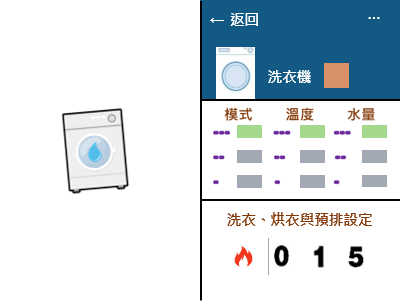 ← 返回 ...
洗衣機
模式 溫度 水量
--- --- ---
-- -- --
- - -
洗衣、烘衣與預排設定
0 1 5